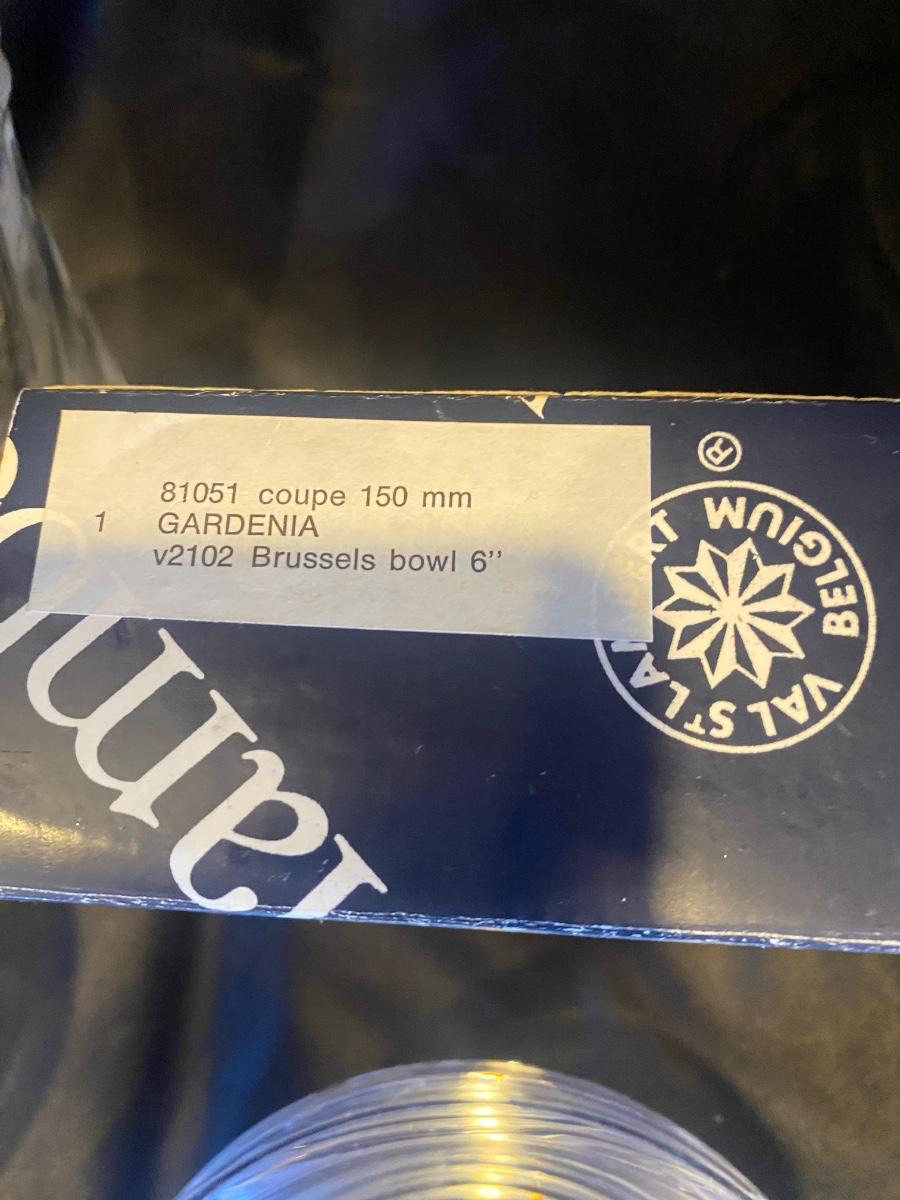 81051 coupe 150 mm
1 GARDENIA
v2102 Brussels bowl 6’’
®
VAL ST LAMBERT BELGIUM